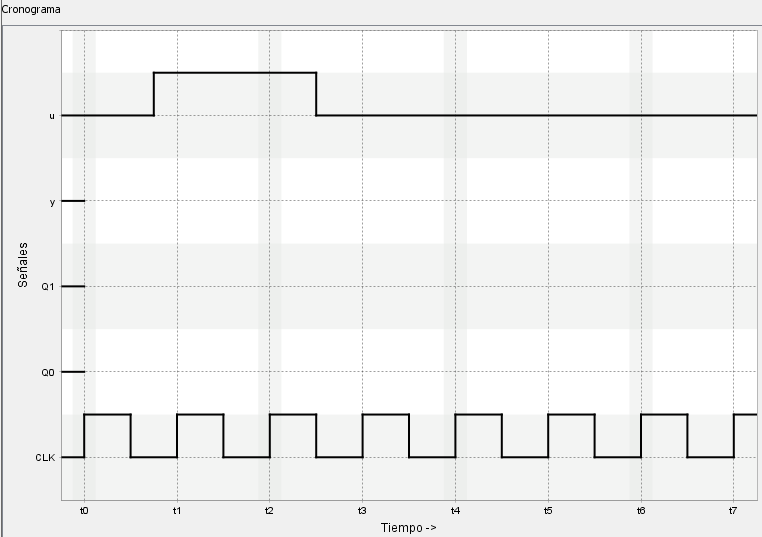 Cronograma
u
y
Señales
Q1
Q0
CLK
t0 t1 t2 t3 t4 t5 t6 t7
Tiempo ->